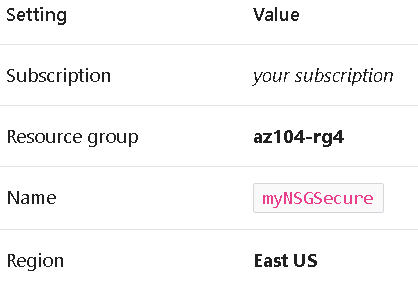 Setting Value
Subscription your subscription
Resource group az104-rg4
Name myNSGSecure
Region East US